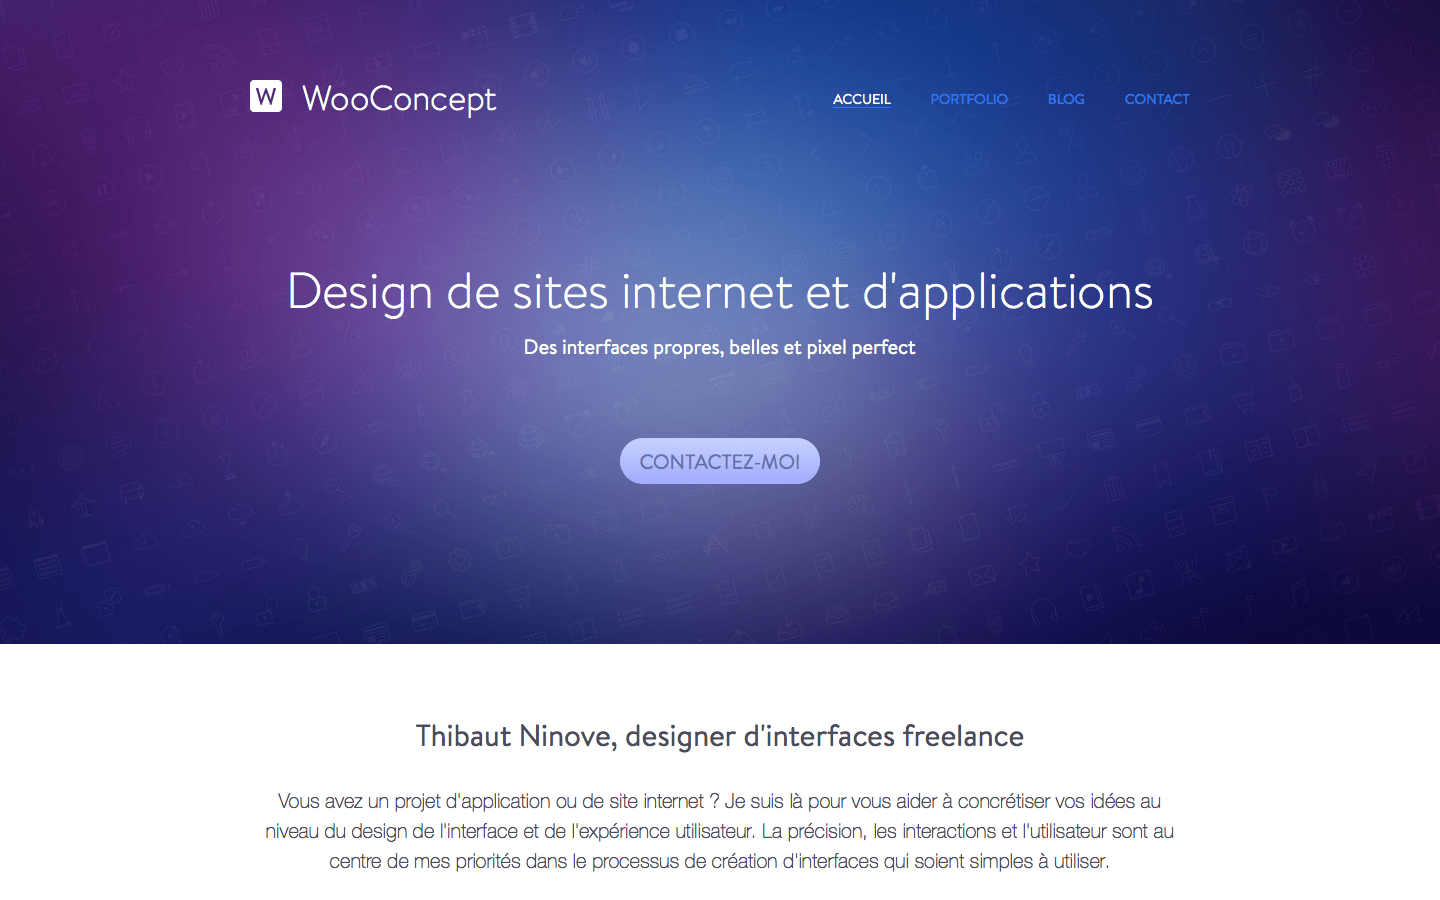 W WooConcept
ACCUEIL PORTFOLIO BLOG CONTACT
Design de sites internet et d'applications
Des interfaces propres, belles et pixel perfect
CONTACTEZ-MOI
Thibaut Ninove, designer d'interfaces freelance
Vous avez un projet d'application ou de site internet ? Je suis là pour vous aider à concrétiser vos idées au
niveau du design de l'interface et de l'expérience utilisateur. La précision, les interactions et l'utilisateur sont au
centre de mes priorités dans le processus de création d'interfaces qui soient simples à utiliser.